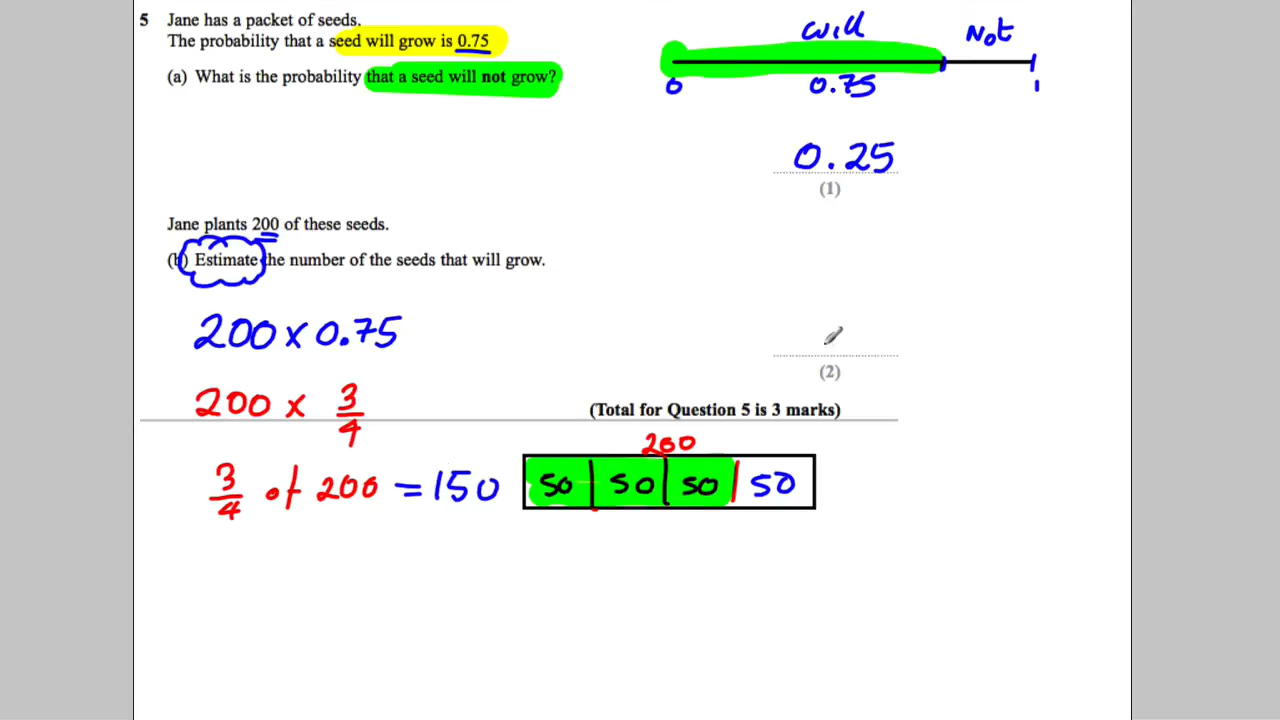 5 Jane has a packet of seeds.
The probability that a seed will grow is 0.75
(a) What is the probability that a seed will not grow?
Will Not
0 0.75 1
0.25
(1)
Jane plants 200 of these seeds.
(b) Estimate the number of the seeds that will grow.
200 x 0.75
(2)
200 x 3/4
(Total for Question 5 is 3 marks)
200
3/4 of 200 = 150 50 50 50 50